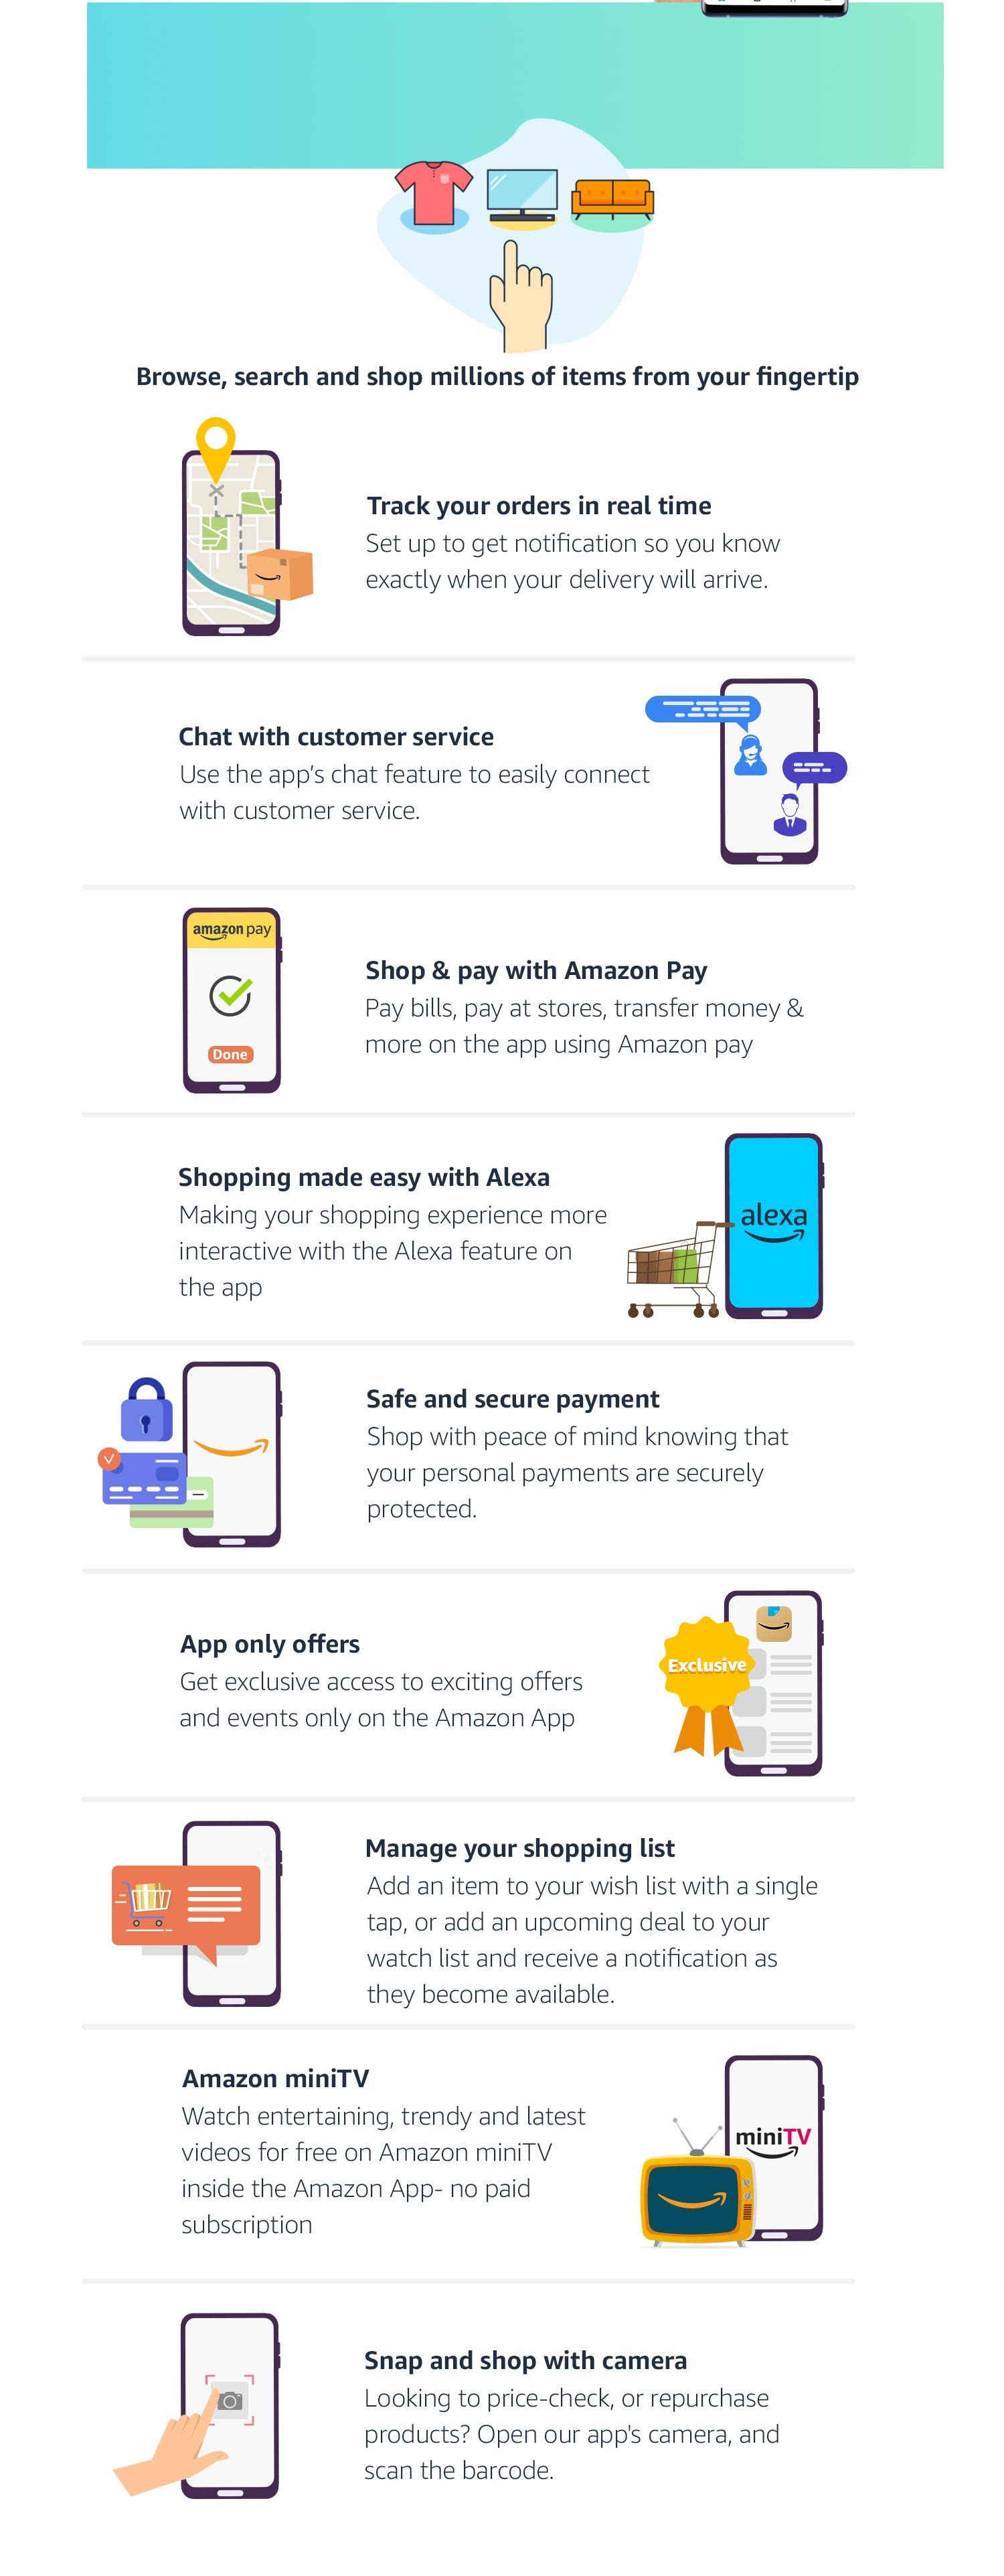 Browse, search and shop millions of items from your fingertip
Track your orders in real time
Set up to get notification so you know
exactly when your delivery will arrive.
Chat with customer service
Use the app's chat feature to easily connect
with customer service.
amazon pay
Done
Shop & pay with Amazon Pay
Pay bills, pay at stores, transfer money &
more on the app using Amazon pay
Shopping made easy with Alexa
Making your shopping experience more
interactive with the Alexa feature on
the app
alexa
Safe and secure payment
Shop with peace of mind knowing that
your personal payments are securely
protected.
App only offers
Get exclusive access to exciting offers
and events only on the Amazon App
Exclusive
Manage your shopping list
Add an item to your wish list with a single
tap, or add an upcoming deal to your
watch list and receive a notification as
they become available.
Amazon miniTV
Watch entertaining, trendy and latest
videos for free on Amazon miniTV
inside the Amazon App- no paid
subscription
miniTV
Snap and shop with camera
Looking to price-check, or repurchase
products? Open our app's camera, and
scan the barcode.